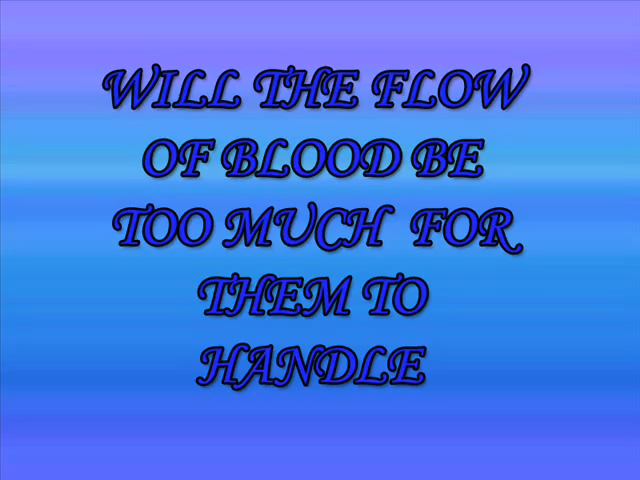 WILL THE FLOW
OF BLOOD BE
TOO MUCH FOR
THEM TO
HANDLE